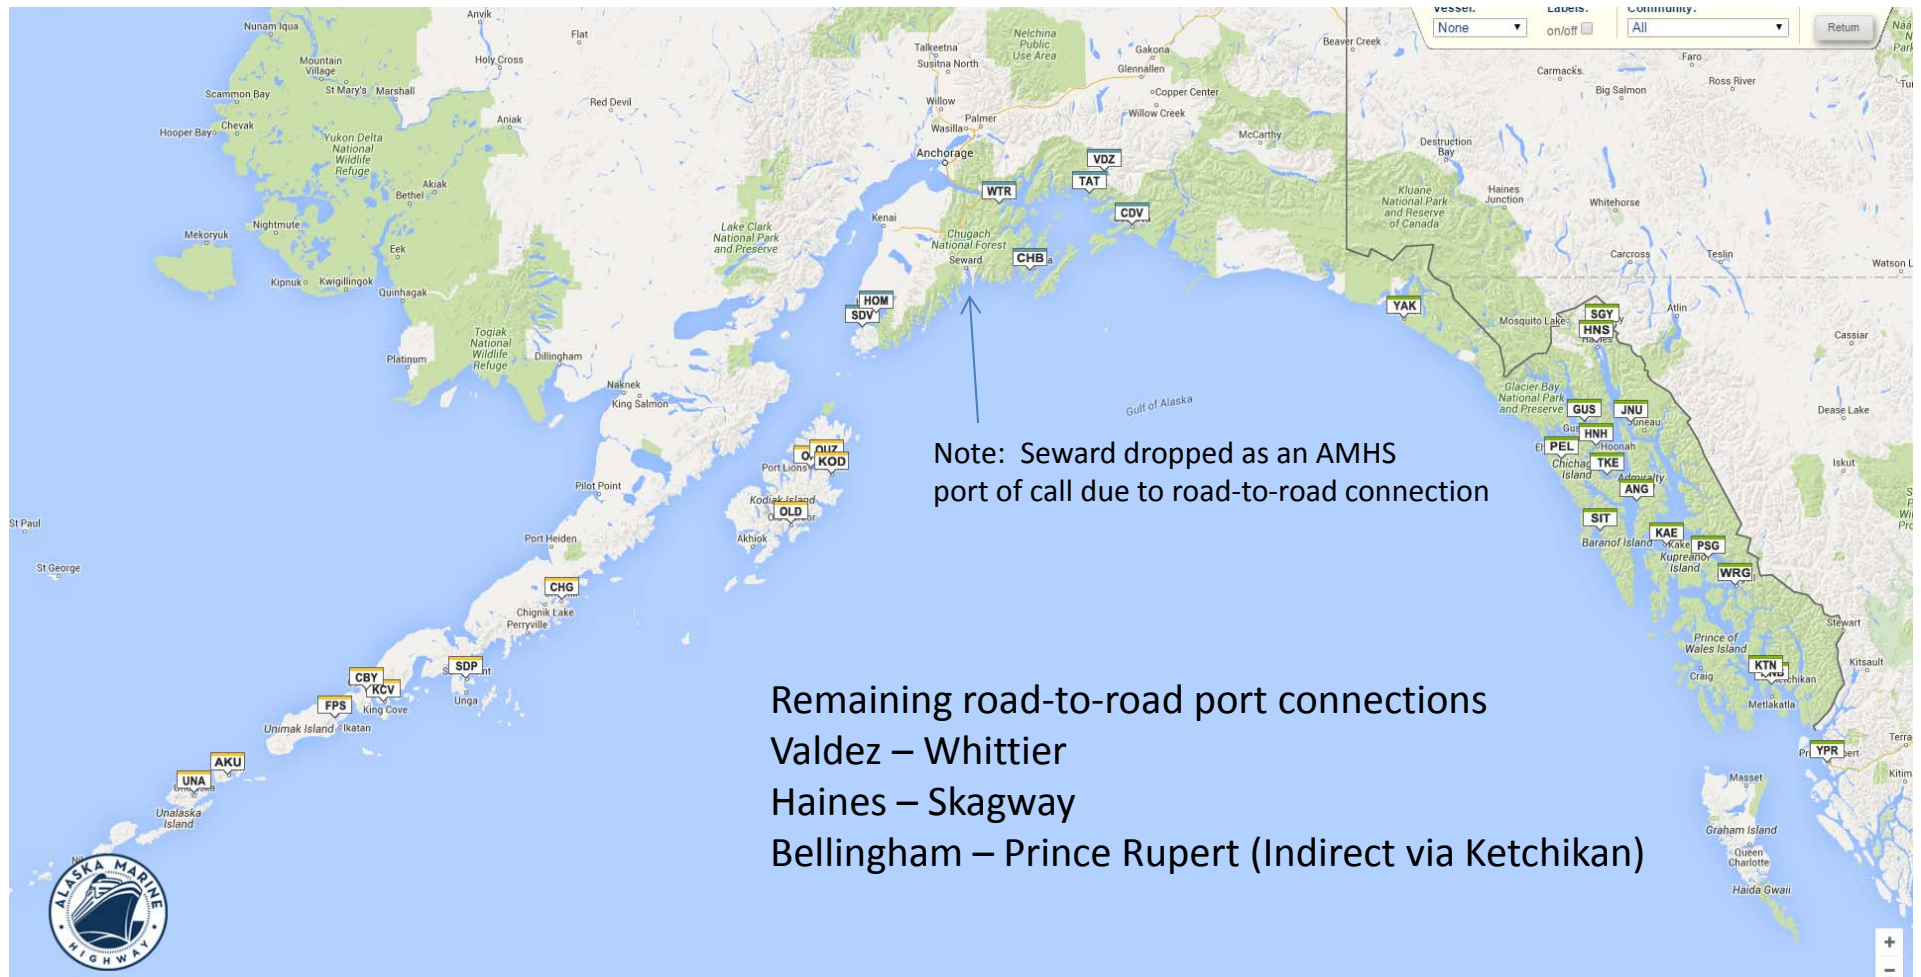 Vessel:
Labels:
Community:
None
on/off
All
Return
Nunam Iqua
Anvik
Flat
Holy Cross
Mountain
Village
St Mary's
Marshall
Scammon Bay
Hooper Bay
Chevak
Yukon Delta
National
Wildlife
Refuge
Aniak
Red Devil
Akiak
Bethel
Nightmute
Mekoryuk
Eek
Kipnuk
Kwigillingok
Quinhagak
Togiak
National
Wildlife
Refuge
Platinum
Dillingham
Naknek
King Salmon
Pilot Point
Port Heiden
Lake Clark
National Park
and Preserve
Talkeetna
Susitna North
Nelchina
Public
Use Area
Gakona
Glennallen
Copper Center
Willow
Willow Creek
Palmer
Wasilla
Anchorage
McCarthy
Kenai
Chugach
National Forest
Seward
VDZ
TAT
WTR
CDV
CHB
HOM
SDV
Beaver Creek
Carmacks
Faro
Ross River
Big Salmon
Destruction
Bay
Kluane
National Park
and Reserve
of Canada
Haines
Junction
Whitehorse
Carcross
Teslin
Watson L
Atlin
Cassiar
Mosquito Lake
YAK
SGY
HNS
Glacier Bay
National Park
and Preserve
GUS
JNU
Juneau
HNH
Hoonah
PEL
TKE
Chichag
Island
Admiralty
ANG
Dease Lake
Iskut
SIT
Baranof Island
KAE
Kake
PSG
Kupreano
Island
WRG
Stewart
Prince of
Wales Island
Craig
KTN
Kitsault
Metlakatla
YPR
Terra
Kitim
Masset
Graham Island
Queen
Charlotte
Haida Gwaii
Gulf of Alaska
Note: Seward dropped as an AMHS
port of call due to road-to-road connection
OUZ
KOD
Port Lions
Kodiak Island
OLD
Akhiok
St Paul
St George
CHG
Chignik Lake
Perryville
SDP
Unga
CBY
KCV
King Cove
FPS
Unimak Island
Ikatan
AKU
UNA
Unalaska
Island
Remaining road-to-road port connections
Valdez – Whittier
Haines – Skagway
Bellingham – Prince Rupert (Indirect via Ketchikan)
ALASKA MARINE
HIGHWAY
+
−